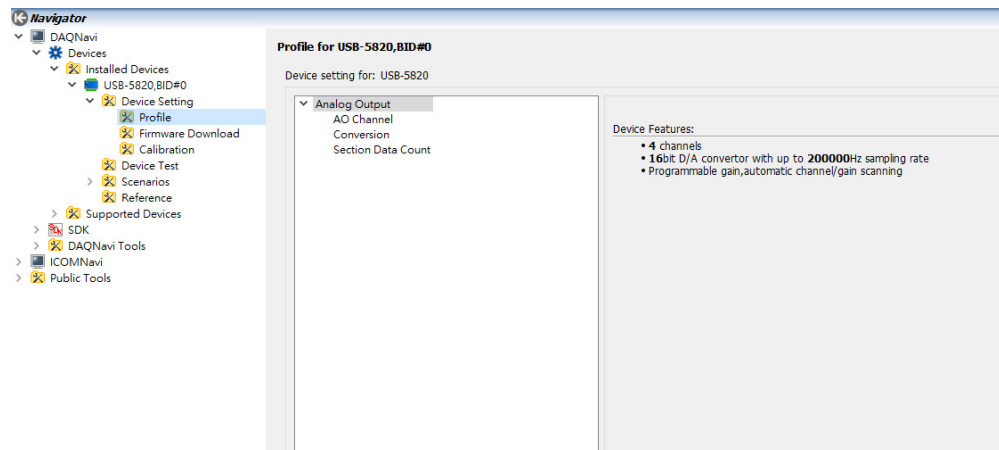 Navigator
DAQNavi
Devices
Installed Devices
USB-5820,BID#0
Device Setting
Profile
Firmware Download
Calibration
Device Test
Scenarios
Reference
Supported Devices
SDK
DAQNavi Tools
ICOMNavi
Public Tools
Profile for USB-5820,BID#0
Device setting for: USB-5820
Analog Output
AO Channel
Conversion
Section Data Count
Device Features:
• 4 channels
• 16bit D/A convertor with up to 200000Hz sampling rate
• Programmable gain,automatic channel/gain scanning